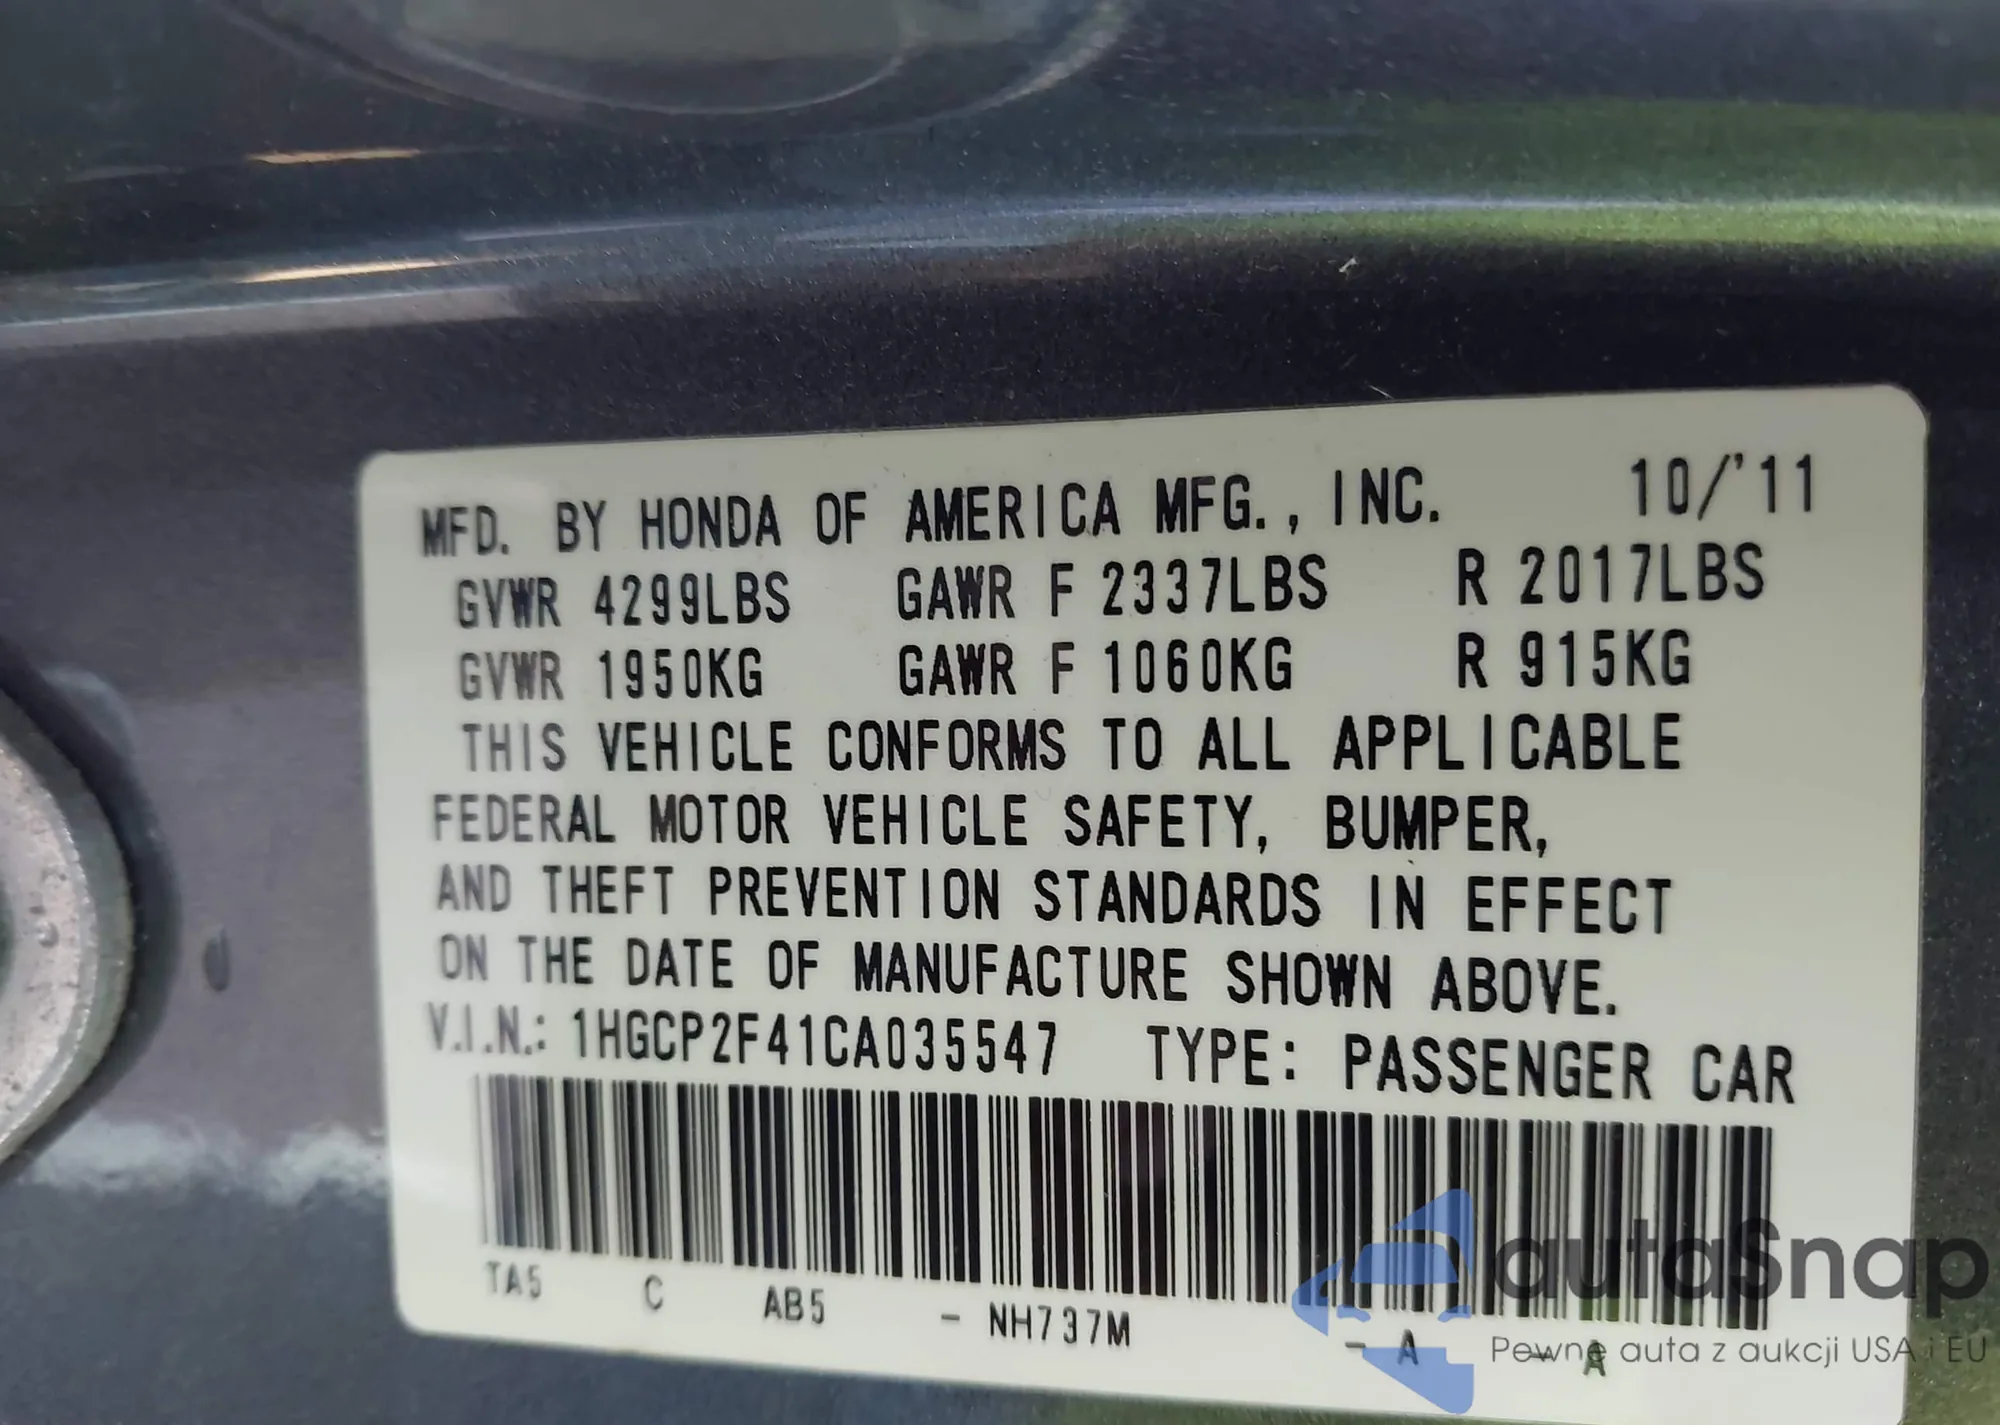 MFD. BY HONDA OF AMERICA MFG., INC. 10/'11
GVWR 4299LBS GAWR F 2337LBS R 2017LBS
GVWR 1950KG GAWR F 1060KG R 915KG
THIS VEHICLE CONFORMS TO ALL APPLICABLE
FEDERAL MOTOR VEHICLE SAFETY, BUMPER,
AND THEFT PREVENTION STANDARDS IN EFFECT
ON THE DATE OF MANUFACTURE SHOWN ABOVE.
V.I.N.: 1HGCP2F41CA035547 TYPE: PASSENGER CAR
TA5 C AB5 - NH737M - A - A
autaSnap
Pewne auta z aukcji USA i EU